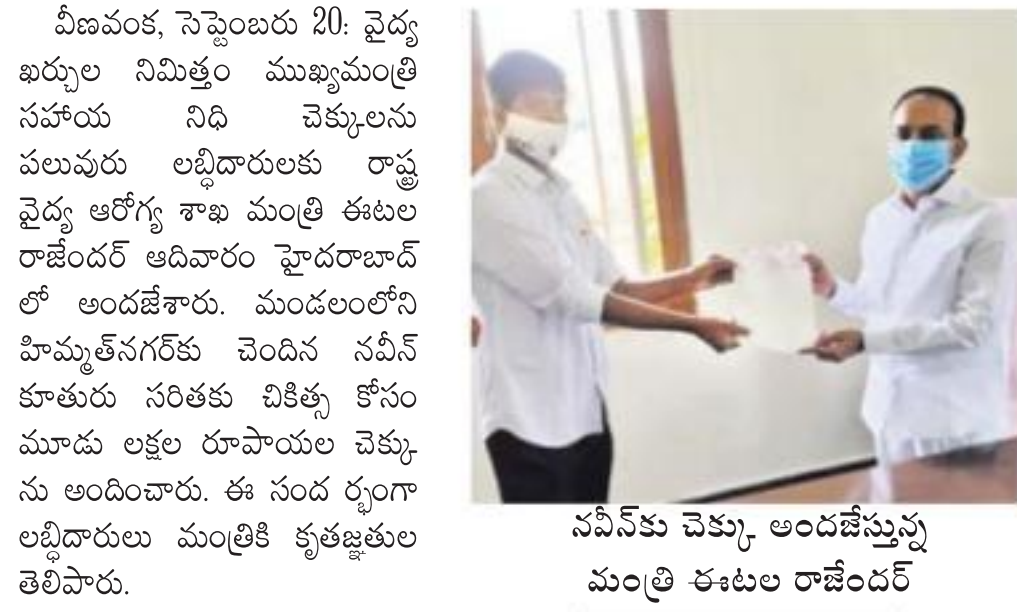 వీణవంక, సెప్టెంబరు 20: వైద్య
ఖర్చుల నిమిత్తం ముఖ్యమంత్రి
సహాయ నిధి చెక్కులను
పలువురు లబ్ధిదారులకు రాష్ట్ర
వైద్య ఆరోగ్య శాఖ మంత్రి ఈటల
రాజేందర్ ఆదివారం హైదరాబాద్
లో అందజేశారు. మండలంలోని
హిమ్మత్‌నగర్‌కు చెందిన నవీన్
కూతురు సరితకు చికిత్స కోసం
మూడు లక్షల రూపాయల చెక్కు
ను అందించారు. ఈ సంద ర్భంగా
లబ్ధిదారులు మంత్రికి కృతజ్ఞతుల
తెలిపారు.
నవీన్‌కు చెక్కు అందజేస్తున్న
మంత్రి ఈటల రాజేందర్